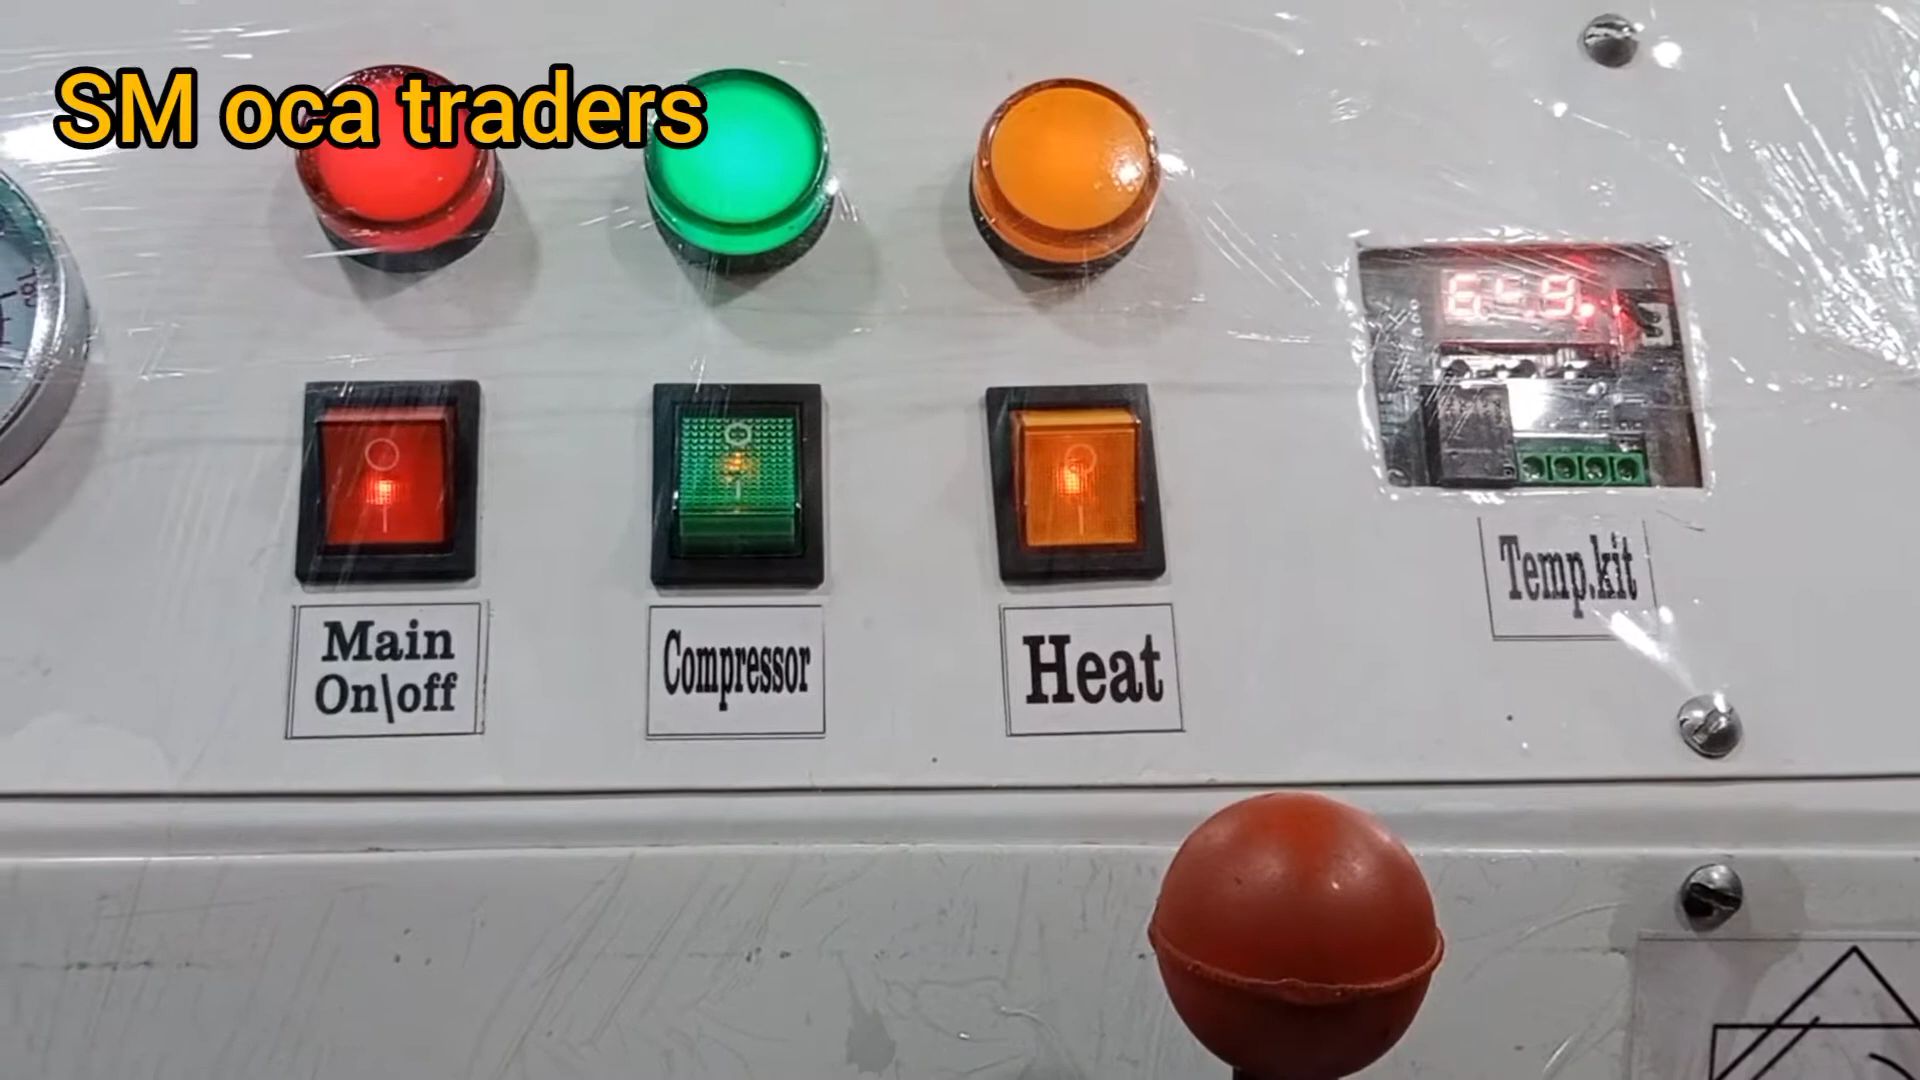 SM oca traders
Main
On\off
Compressor
Heat
Temp.kit